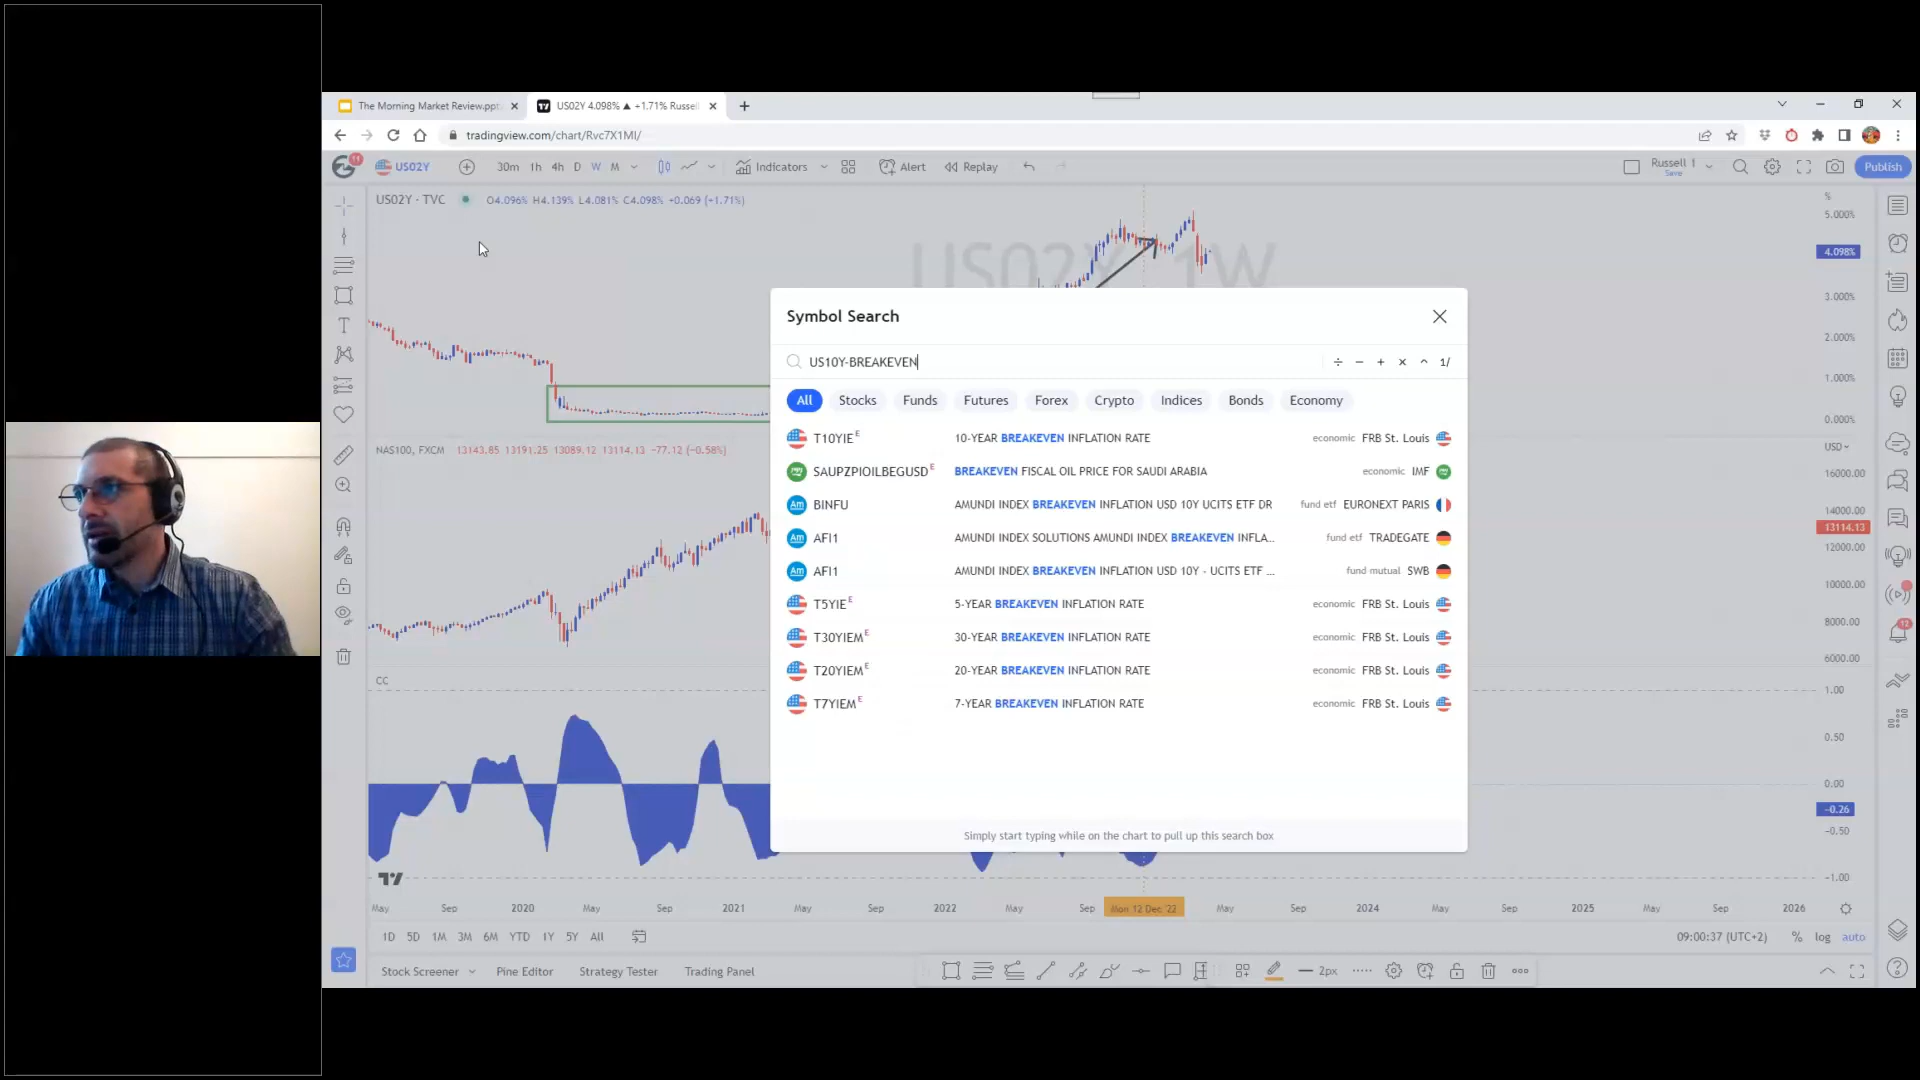 The Morning Market Review.ppt
US02Y 4.098% ▲ +1.71% Russel
tradingview.com/chart/Rvc7X1MI/
11
US02Y
30m 1h 4h D W M
Indicators
Alert
Replay
Russell !
Save
Publish
US02Y · TVC
O4.096% H4.139% L4.081% C4.098% +0.069 (+1.71%)
US02Y, 1W
%
5.000%
4.098%
3.000%
2.000%
1.000%
0.000%
Symbol Search
US10Y-BREAKEVEN
÷ − + × ^ 1/
All Stocks Funds Futures Forex Crypto Indices Bonds Economy
T10YIE E 10-YEAR BREAKEVEN INFLATION RATE economic FRB St. Louis
SAUPZPIOILBEGUSD E BREAKEVEN FISCAL OIL PRICE FOR SAUDI ARABIA economic IMF
Am BINFU AMUNDI INDEX BREAKEVEN INFLATION USD 10Y UCITS ETF DR fund etf EURONEXT PARIS
Am AFI1 AMUNDI INDEX SOLUTIONS AMUNDI INDEX BREAKEVEN INFLA... fund etf TRADEGATE
Am AFI1 AMUNDI INDEX BREAKEVEN INFLATION USD 10Y - UCITS ETF ... fund mutual SWB
T5YIE E 5-YEAR BREAKEVEN INFLATION RATE economic FRB St. Louis
T30YIEM E 30-YEAR BREAKEVEN INFLATION RATE economic FRB St. Louis
T20YIEM E 20-YEAR BREAKEVEN INFLATION RATE economic FRB St. Louis
T7YIEM E 7-YEAR BREAKEVEN INFLATION RATE economic FRB St. Louis
Simply start typing while on the chart to pull up this search box
NAS100, FXCM 13143.85 13191.25 13089.12 13114.13 −77.12 (−0.58%)
USD
16000.00
14000.00
13114.13
12000.00
10000.00
8000.00
6000.00
12
CC
1.00
0.50
0.00
−0.26
−0.50
−1.00
May Sep 2020 May Sep 2021 May Sep 2022 May Sep Mon 12 Dec '22 May Sep 2024 May Sep 2025 May Sep 2026
1D 5D 1M 3M 6M YTD 1Y 5Y All
09:00:37 (UTC+2) % log auto
Stock Screener Pine Editor Strategy Tester Trading Panel
2px